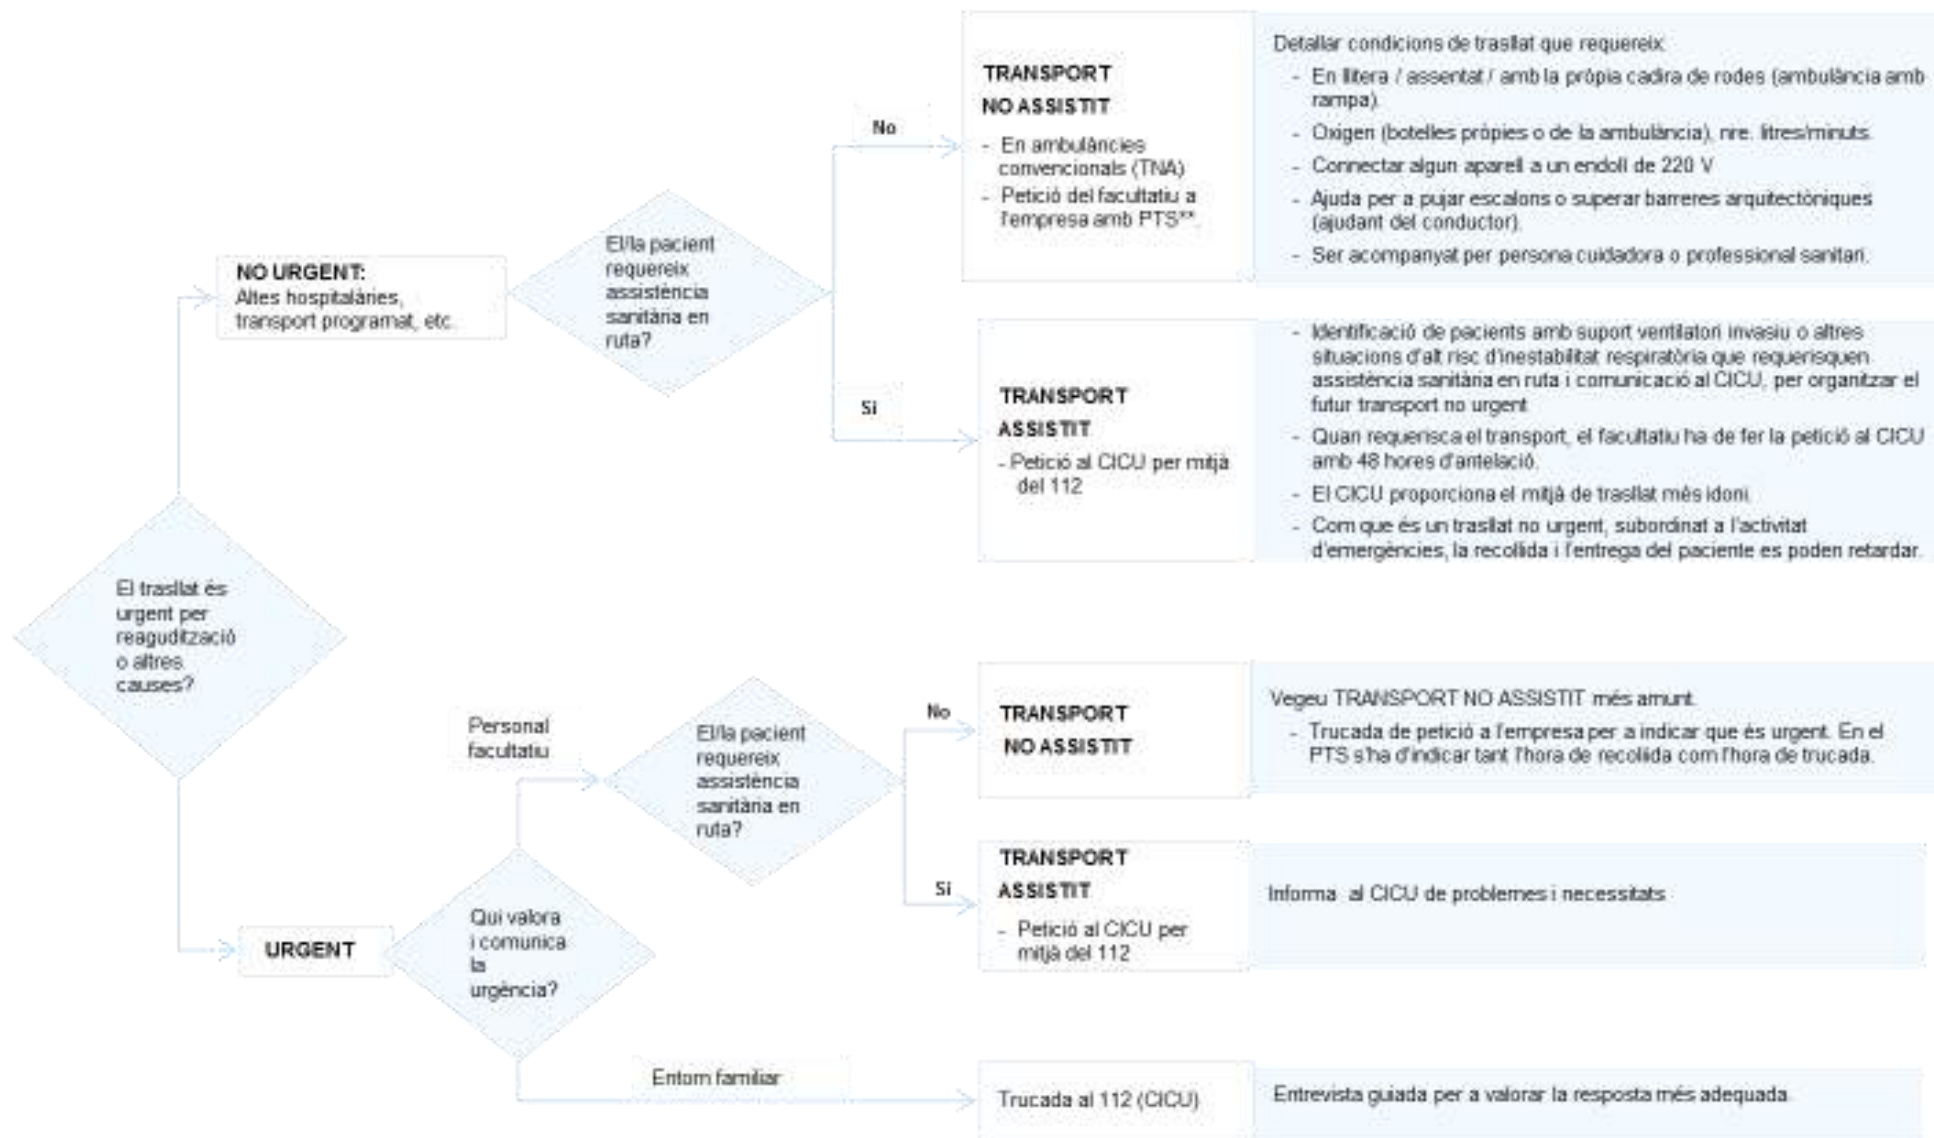 El trasllat és
urgent per
reagudització
o altres
causes?
NO URGENT:
Altes hospitalàries,
transport programat, etc.
El/la pacient
requereix
assistència
sanitària en
ruta?
No
TRANSPORT
NO ASSISTIT
- En ambulàncies
convencionals (TNA)
- Petició del facultatiu a
l'empresa amb PTS**.
Detallar condicions de trasllat que requereix:
- En llitera / assentat / amb la pròpia cadira de rodes (ambulància amb
rampa).
- Oxigen (botelles pròpies o de la ambulància), nre. litres/minuts.
- Connectar algun aparell a un endoll de 220 V
- Ajuda per a pujar escalons o superar barreres arquitectòniques
(ajudant del conductor).
- Ser acompanyat per persona cuidadora o professional sanitari.
Sí
TRANSPORT
ASSISTIT
- Petició al CICU per mitjà
del 112
- Identificació de pacients amb suport ventilatori invasiu o altres
situacions d'alt risc d'inestabilitat respiratòria que requerisquen
assistència sanitària en ruta i comunicació al CICU, per organitzar el
futur transport no urgent
- Quan requerisca el transport, el facultatiu ha de fer la petició al CICU
amb 48 hores d'antelació.
- El CICU proporciona el mitjà de trasllat més idoni.
- Com que és un trasllat no urgent, subordinat a l'activitat
d'emergències, la recollida i l'entrega del paciente es poden retardar.
URGENT
Qui valora
i comunica
la
urgència?
Personal
facultatiu
El/la pacient
requereix
assistència
sanitària en
ruta?
No
TRANSPORT
NO ASSISTIT
Vegeu TRANSPORT NO ASSISTIT més amunt.
- Trucada de petició a l'empresa per a indicar que és urgent. En el
PTS s'ha d'indicar tant l'hora de recollida com l'hora de trucada.
Sí
TRANSPORT
ASSISTIT
- Petició al CICU per
mitjà del 112
Informa al CICU de problemes i necessitats
Entorn familiar
Trucada al 112 (CICU)
Entrevista guiada per a valorar la resposta més adequada.